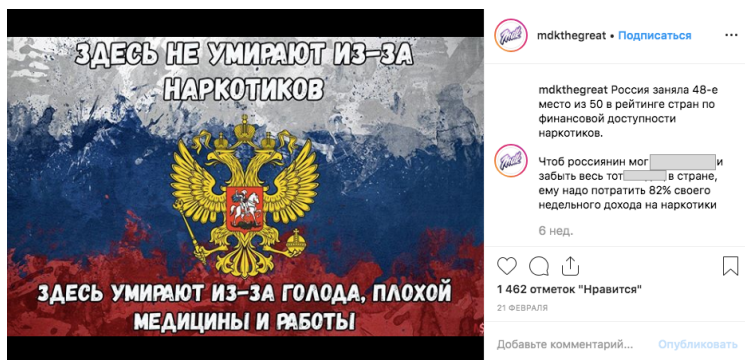 ЗДЕСЬ НЕ УМИРАЮТ ИЗ-ЗА
НАРКОТИКОВ
ЗДЕСЬ УМИРАЮТ ИЗ-ЗА ГОЛОДА, ПЛОХОЙ
МЕДИЦИНЫ И РАБОТЫ
mdkthegreat • Подписаться
mdkthegreat Россия заняла 48-е
место из 50 в рейтинге стран по
финансовой доступности
наркотиков.
Чтоб россиянин мог и
забыть весь тот в стране,
ему надо потратить 82% своего
недельного дохода на наркотики
6 нед.
1 462 отметок "Нравится"
21 ФЕВРАЛЯ
Добавьте комментарий...
Опубликовать